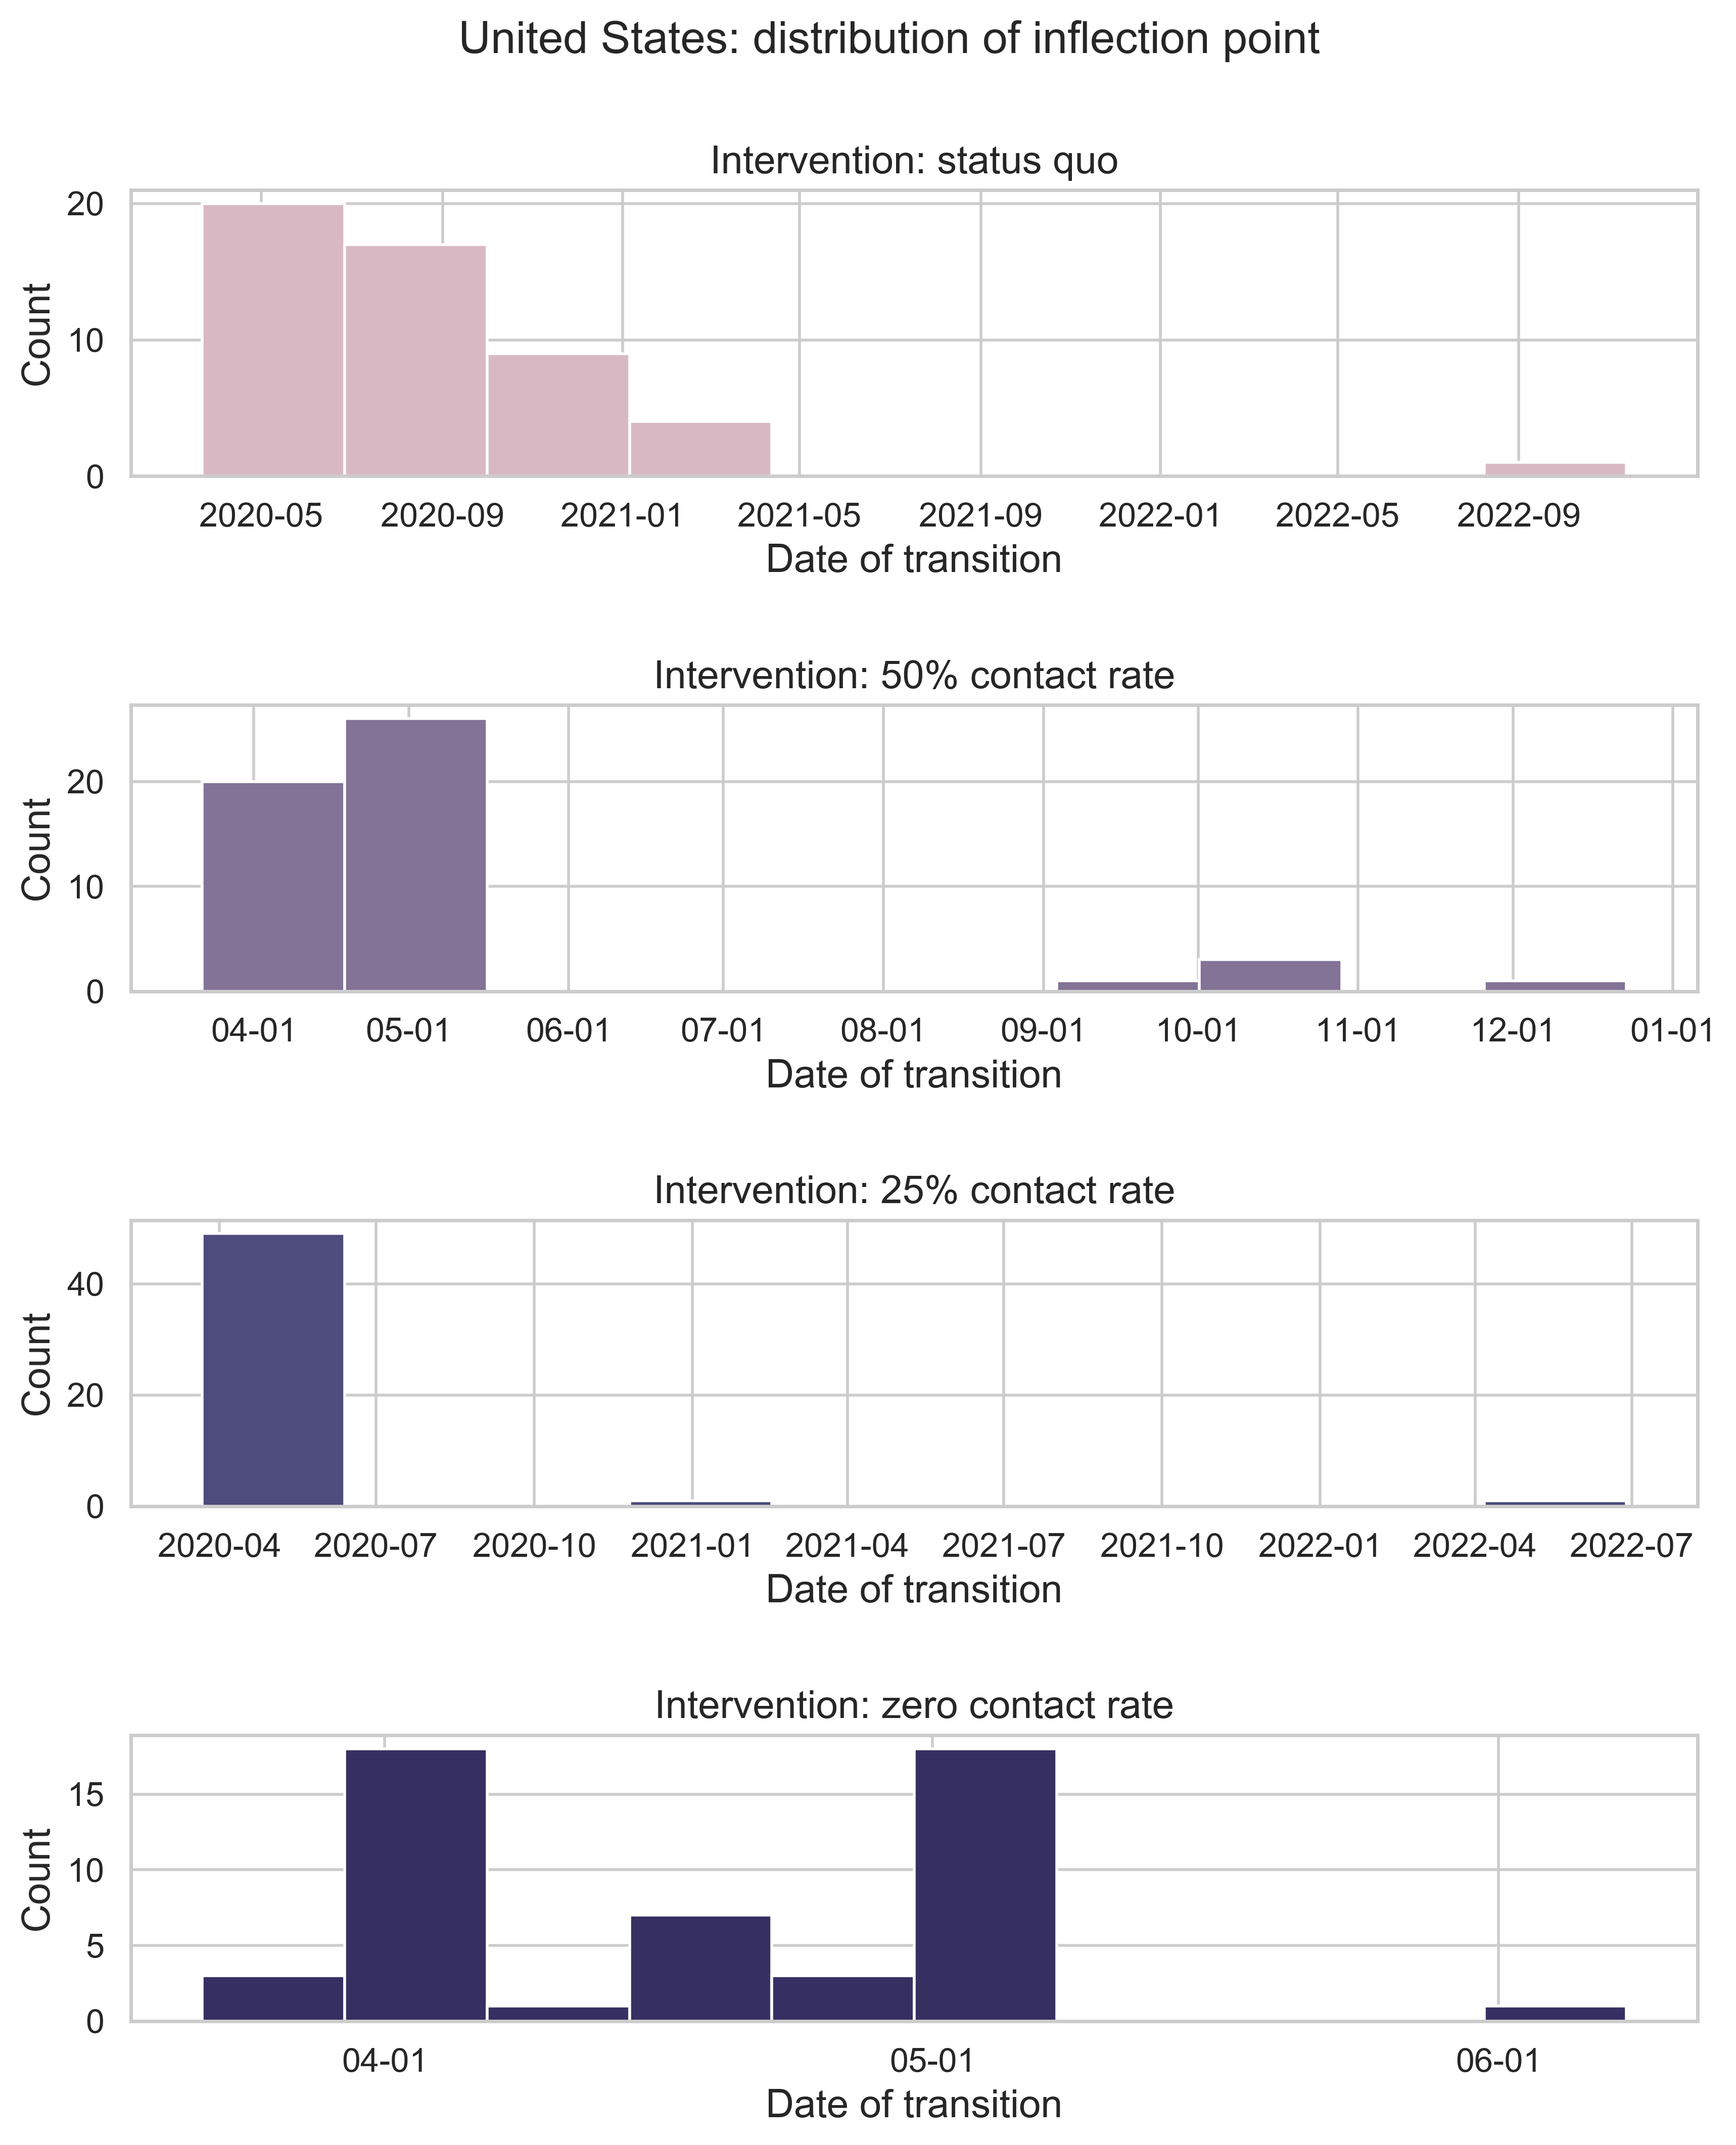 United States: distribution of inflection point
Intervention: status quo
20
10
0
Count
2020-05 2020-09 2021-01 2021-05 2021-09 2022-01 2022-05 2022-09
Date of transition
Intervention: 50% contact rate
20
10
0
Count
04-01 05-01 06-01 07-01 08-01 09-01 10-01 11-01 12-01 01-01
Date of transition
Intervention: 25% contact rate
40
20
0
Count
2020-04 2020-07 2020-10 2021-01 2021-04 2021-07 2021-10 2022-01 2022-04 2022-07
Date of transition
Intervention: zero contact rate
15
10
5
0
Count
04-01 05-01 06-01
Date of transition